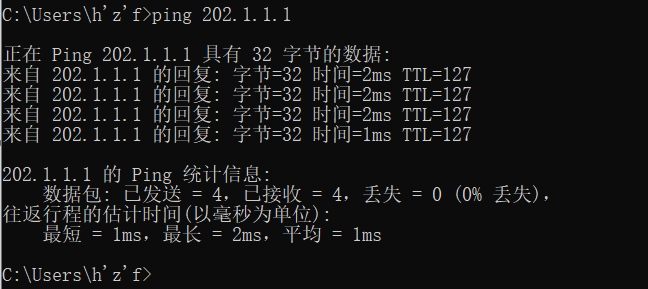 C:\Users\h'z'f>ping 202.1.1.1
正在 Ping 202.1.1.1 具有 32 字节的数据:
来自 202.1.1.1 的回复: 字节=32 时间=2ms TTL=127
来自 202.1.1.1 的回复: 字节=32 时间=2ms TTL=127
来自 202.1.1.1 的回复: 字节=32 时间=2ms TTL=127
来自 202.1.1.1 的回复: 字节=32 时间=1ms TTL=127
202.1.1.1 的 Ping 统计信息:
数据包: 已发送 = 4，已接收 = 4，丢失 = 0 (0% 丢失)，
往返行程的估计时间(以毫秒为单位):
最短 = 1ms，最长 = 2ms，平均 = 1ms
C:\Users\h'z'f>